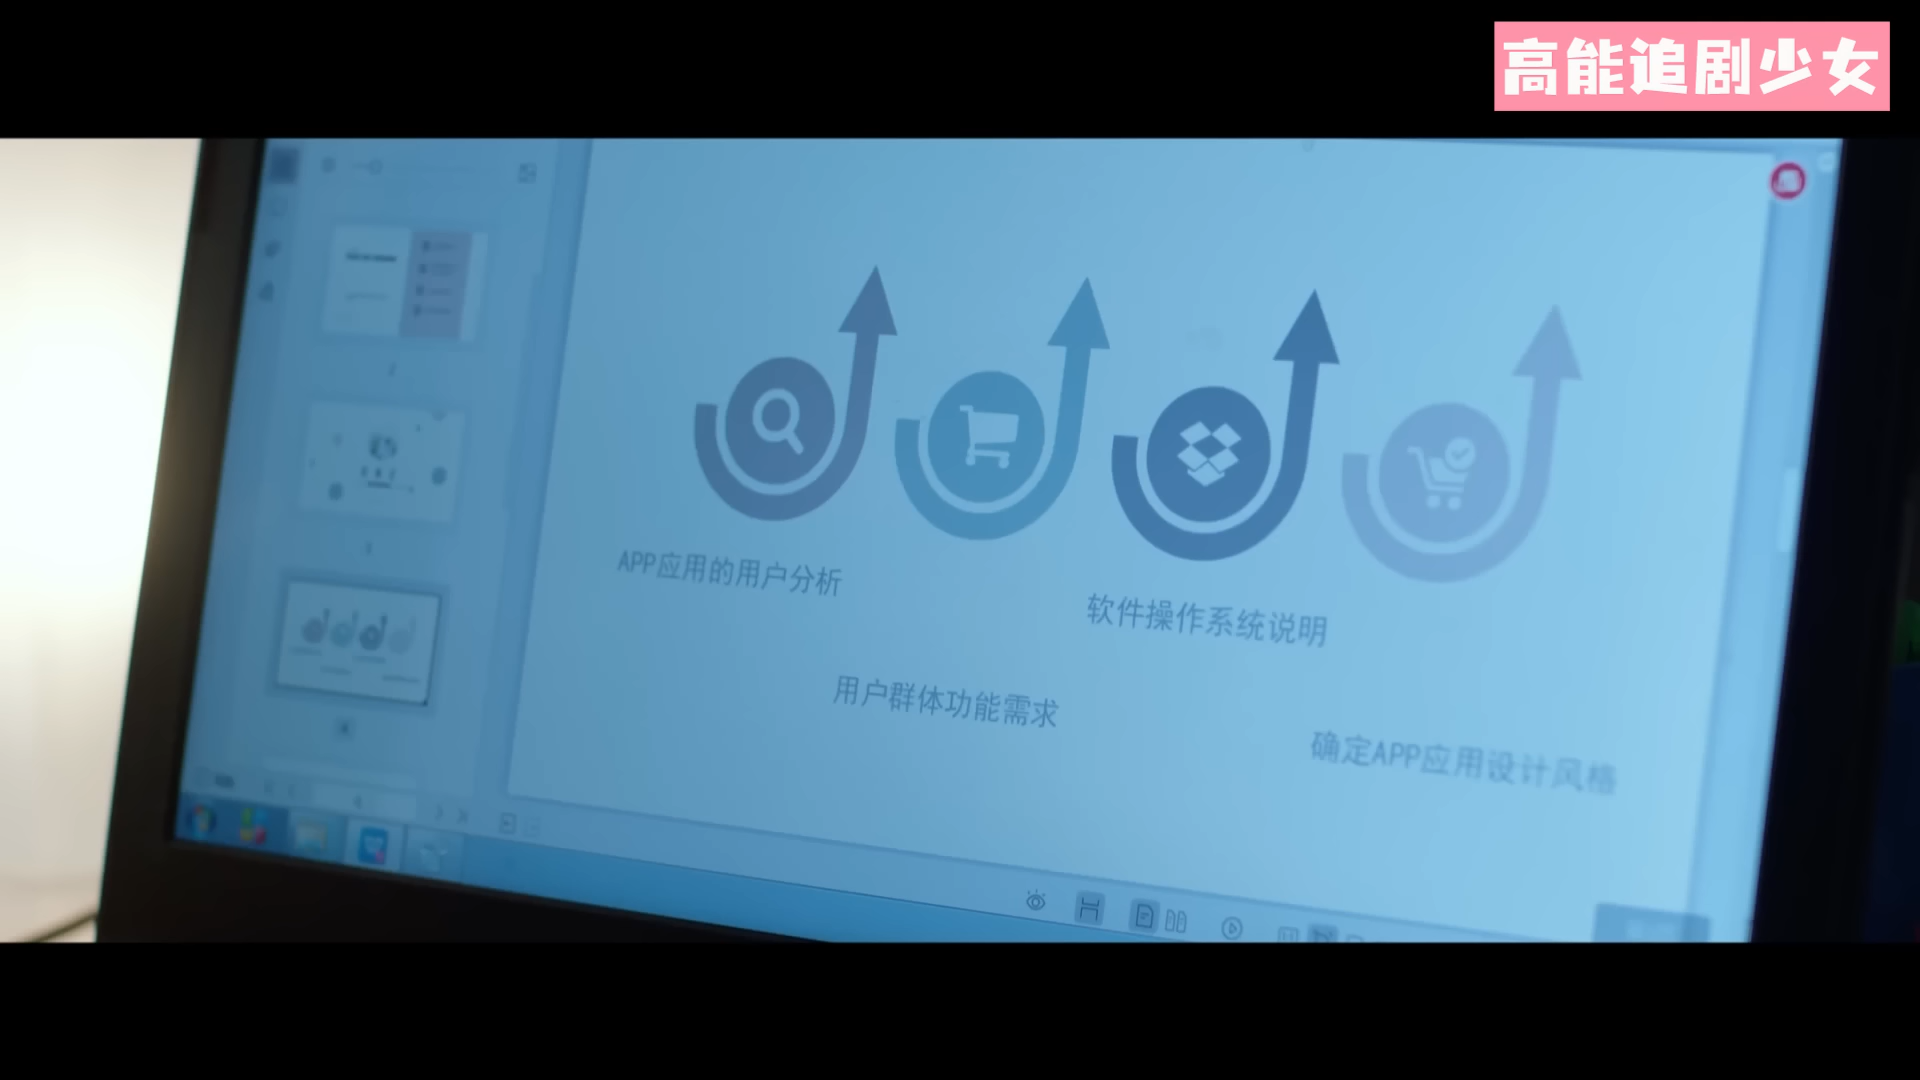 高能追剧少女
APP应用的用户分析
软件操作系统说明
用户群体功能需求
确定APP应用设计风格